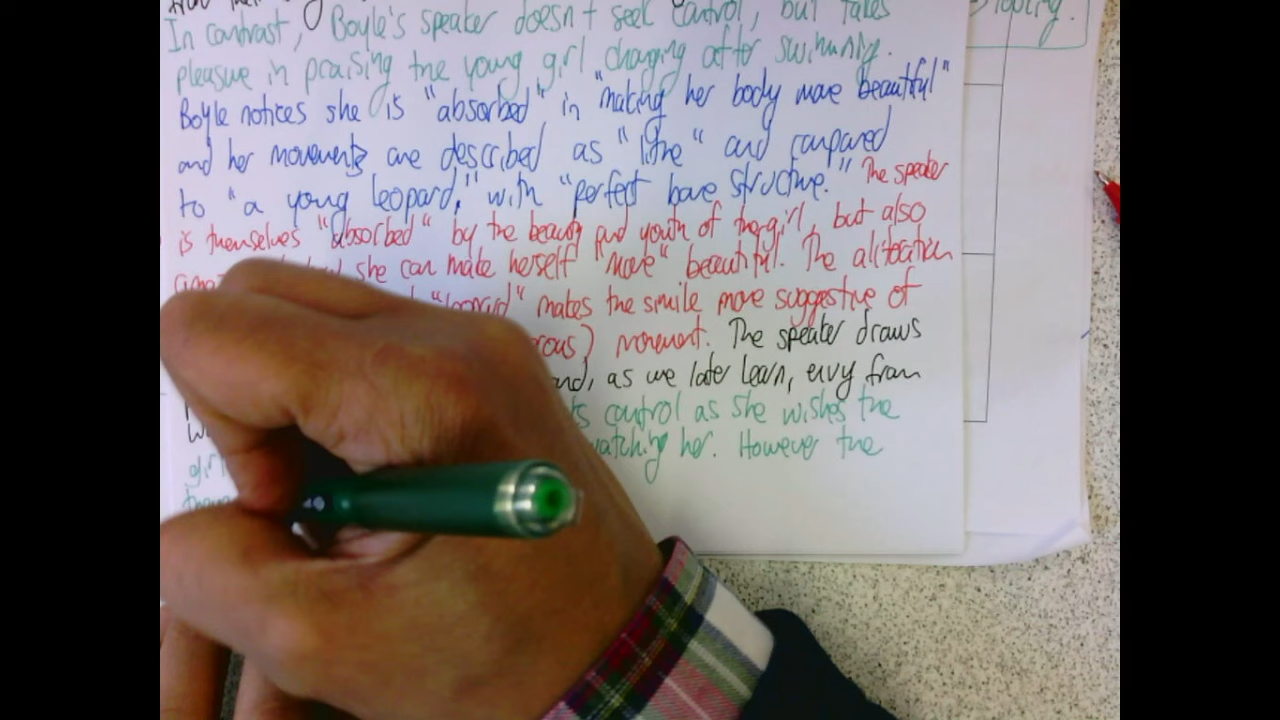 In contrast, Boyle's speaker doesn't seek control, but takes
pleasure in praising the young girl changing after swimming.
Boyle notices she is "absorbed" in "making her body more beautiful"
and her movements are described as "lithe" and compared
to "a young leopard," with "perfect bone structure." The speaker
is themselves "absorbed" by the beauty and youth of the girl, but also
she can make herself "more" beautiful. The aliteration
"leopard" makes the simile more suggestive of
movement. The speaker draws
and, as we later learn, envy from
control as she wishes the
girl
watching her. However the